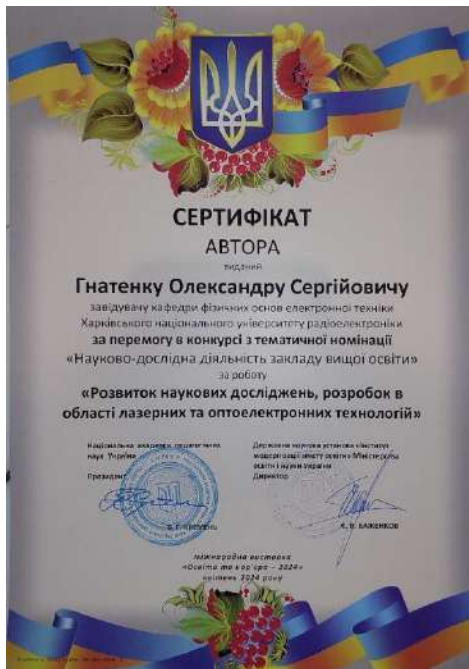 СЕРТИФІКАТ
АВТОРА
виданий
Гнатенку Олександру Сергійовичу
завідувачу кафедри фізичних основ електронної техніки
Харківського національного університету радіоелектроніки
за перемогу в конкурсі з тематичної номінації
«Науково-дослідна діяльність закладу вищої освіти»
за роботу
«Розвиток наукових досліджень, розробок в
області лазерних та оптоелектронних технологій»
Національна академія педагогічних
наук України
Президент
В. Г. КРЕМЕНЬ
Державна наукова установа «Інститут
модернізації змісту освіти» Міністерства
освіти і науки України
Директор
Є. В. БАЖЕНКОВ
Міжнародна виставка
«Освіта та кар'єра – 2024»
квітень 2024 року